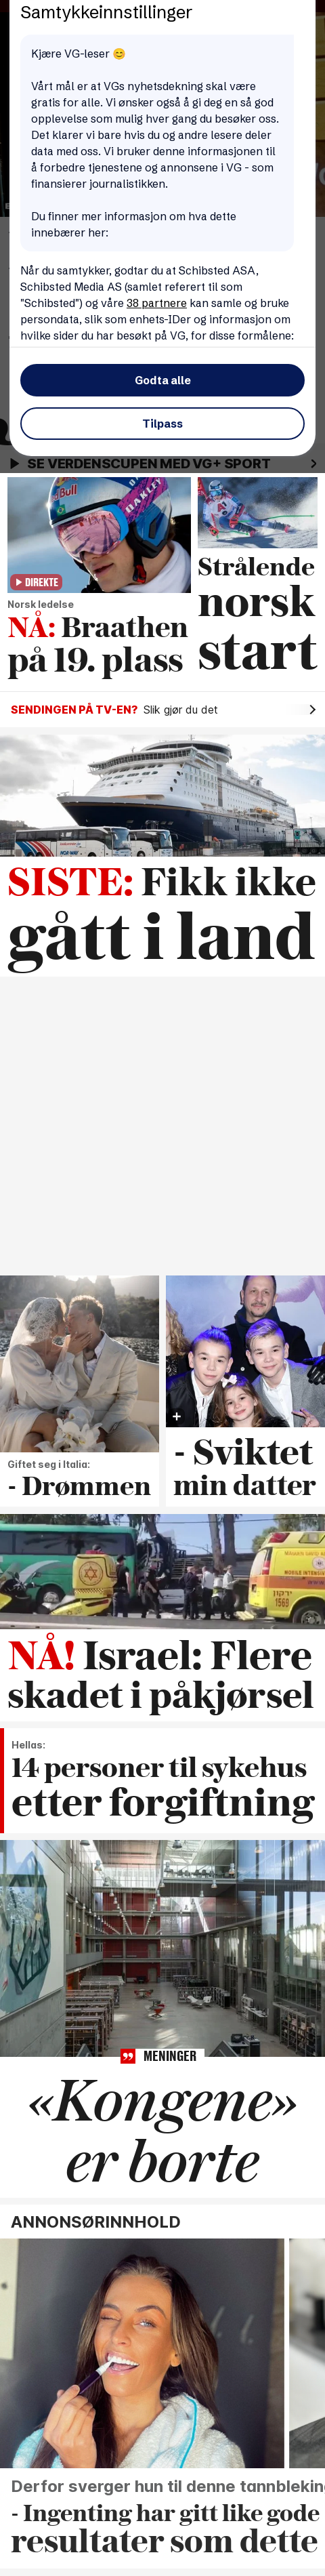 Samtykkeinnstillinger
Kjære VG-leser 😊
Vårt mål er at VGs nyhetsdekning skal være
gratis for alle. Vi ønsker også å gi deg en så god
opplevelse som mulig hver gang du besøker oss.
Det klarer vi bare hvis du og andre lesere deler
data med oss. Vi bruker denne informasjonen til
å forbedre tjenestene og annonsene i VG - som
finansierer journalistikken.
Du finner mer informasjon om hva dette
innebærer her:
Når du samtykker, godtar du at Schibsted ASA,
Schibsted Media AS (samlet referert til som
"Schibsted") og våre 38 partnere kan samle og bruke
persondata, slik som enhets-IDer og informasjon om
hvilke sider du har besøkt på VG, for disse formålene:
Godta alle
Tilpass
SE VERDENSCUPEN MED VG+ SPORT
Red Bull
DAKINE
DIREKTE
Norsk ledelse
NÅ: Braathen
på 19. plass
Strålende
norsk
start
SENDINGEN PÅ TV-EN? Slik gjør du det
SISTE: Fikk ikke
gått i land
Giftet seg i Italia:
- Drømmen
- Sviktet
min datter
NÅ! Israel: Flere
skadet i påkjørsel
Hellas:
14 personer til sykehus
etter forgiftning
MENINGER
«Kongene»
er borte
ANNONSØRINNHOLD
Derfor sverger hun til denne tannblekin
- Ingenting har gitt like gode
resultater som dette